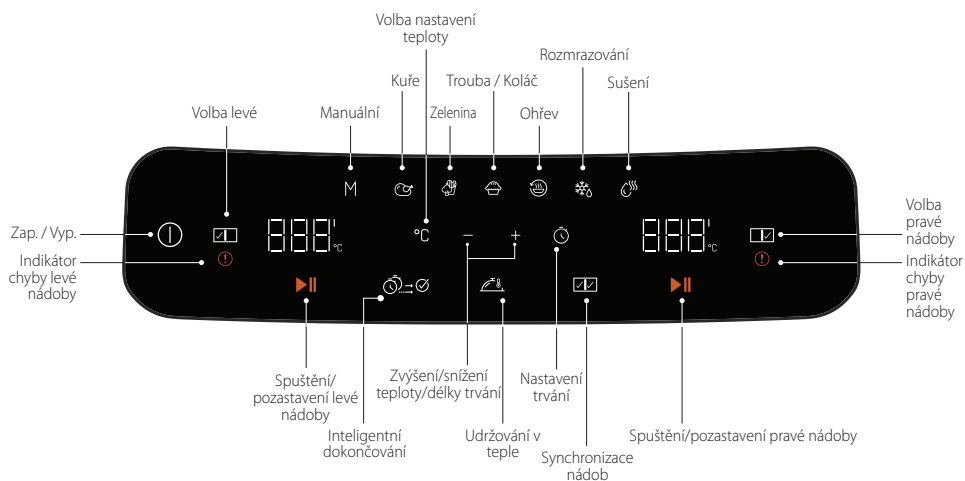 Volba nastavení
teploty
Rozmrazování
Kuře
Trouba / Koláč
Sušení
Volba levé
Manuální
Zelenina
Ohřev
M
Zap. / Vyp.
888'
°C
°C
−
+
888'
°C
Volba
pravé
nádoby
Indikátor
chyby levé
nádoby
Indikátor
chyby
pravé
nádoby
Spuštění/
pozastavení levé
nádoby
Zvýšení/snížení
teploty/délky trvání
Nastavení
trvání
Inteligentní
dokončování
Udržování v
teple
Spuštění/pozastavení pravé nádoby
Synchronizace
nádob